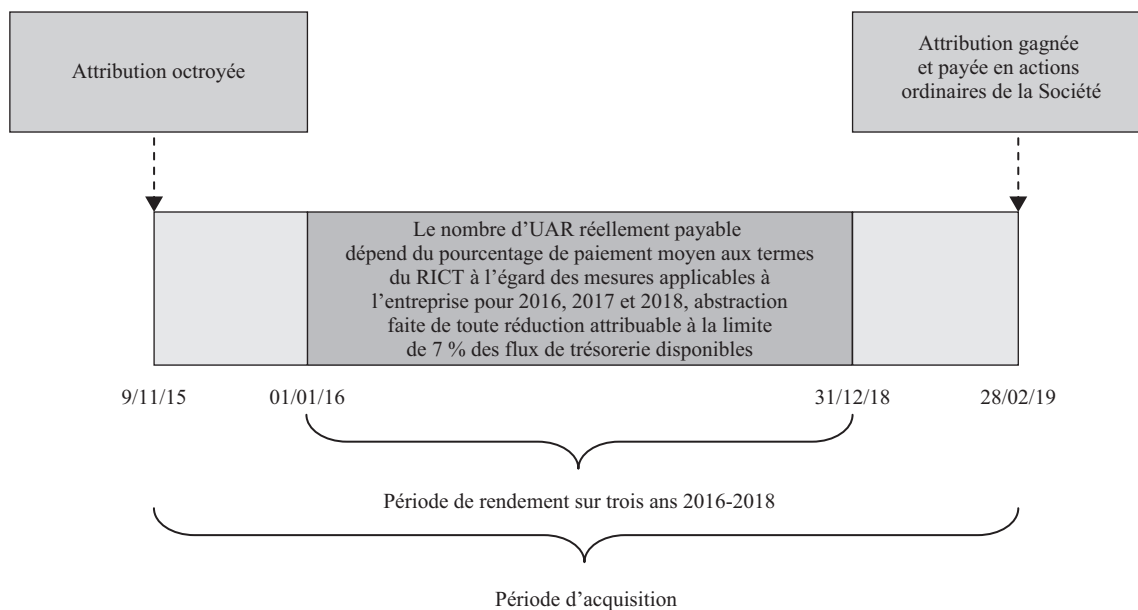 Attribution octroyée
Attribution gagnée
et payée en actions
ordinaires de la Société
Le nombre d’UAR réellement payable
dépend du pourcentage de paiement moyen aux termes
du RICT à l’égard des mesures applicables à
l’entreprise pour 2016, 2017 et 2018, abstraction
faite de toute réduction attribuable à la limite
de 7 % des flux de trésorerie disponibles
9/11/15
01/01/16
31/12/18
28/02/19
Période de rendement sur trois ans 2016-2018
Période d’acquisition